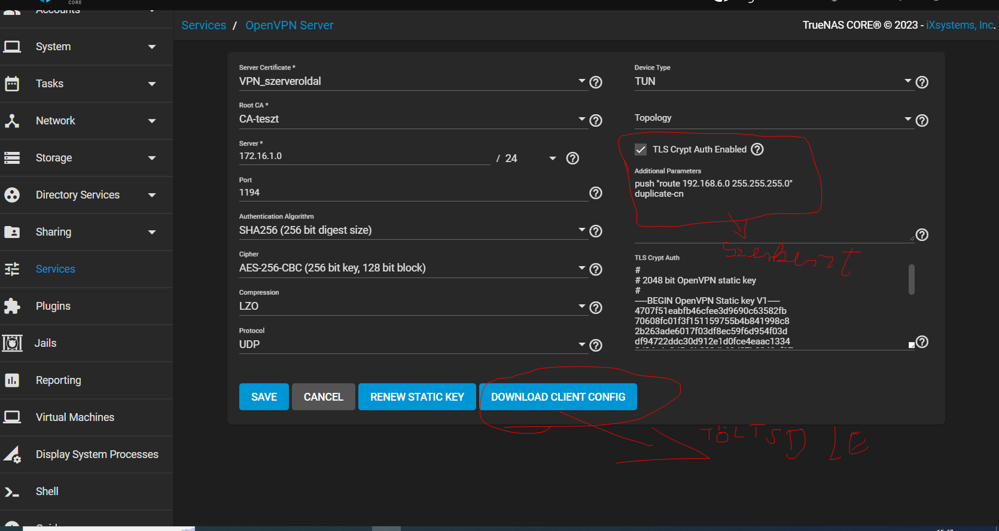 CORE
Accounts
Services / OpenVPN Server
TrueNAS CORE® © 2023 - iXsystems, Inc.
System
Tasks
Network
Storage
Directory Services
Sharing
Services
Plugins
Jails
Reporting
Virtual Machines
Display System Processes
Shell
Server Certificate *
VPN_szerveroldal
Root CA *
CA-teszt
Server *
172.16.1.0 / 24
Port
1194
Authentication Algorithm
SHA256 (256 bit digest size)
Cipher
AES-256-CBC (256 bit key, 128 bit block)
Compression
LZO
Protocol
UDP
Device Type
TUN
Topology
TLS Crypt Auth Enabled
Additional Parameters
push "route 192.168.6.0 255.255.255.0"
duplicate-cn
TLS Crypt Auth
#
# 2048 bit OpenVPN static key
#
-----BEGIN OpenVPN Static key V1-----
4707f51eabfb46cfee3d9690c63582fb
70608fc01f3f151159755b4b841998c8
2b263ade6017f03df8ec59f6d954f03d
df94722ddc30d912e1d0fce4eaac1334
SAVE
CANCEL
RENEW STATIC KEY
DOWNLOAD CLIENT CONFIG
TÖLTSD LE